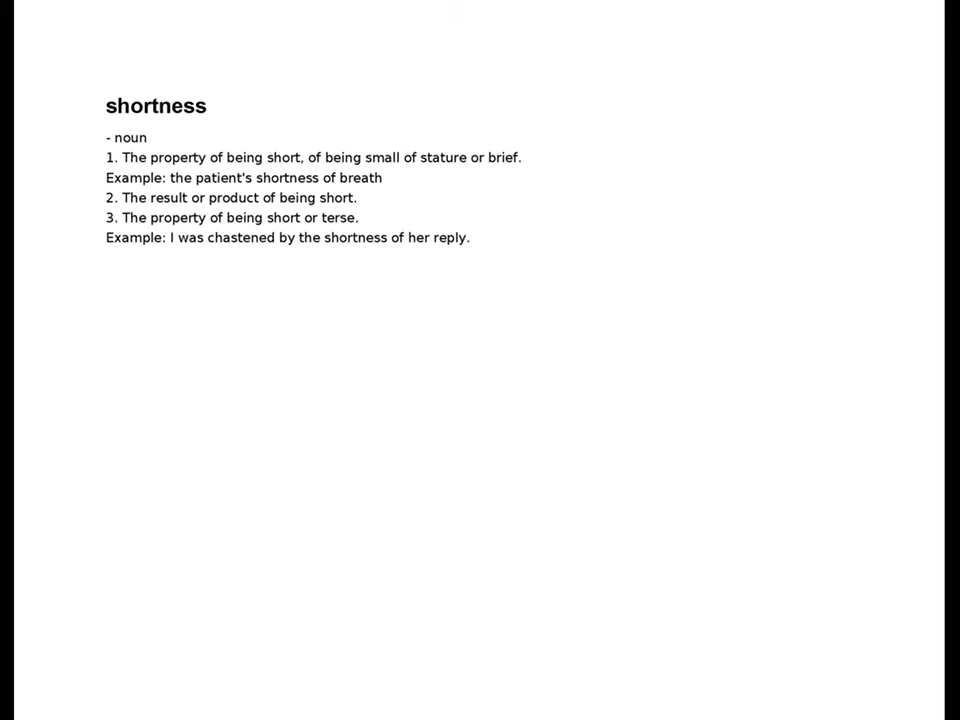 shortness
- noun
1. The property of being short, of being small of stature or brief.
Example: the patient's shortness of breath
2. The result or product of being short.
3. The property of being short or terse.
Example: I was chastened by the shortness of her reply.